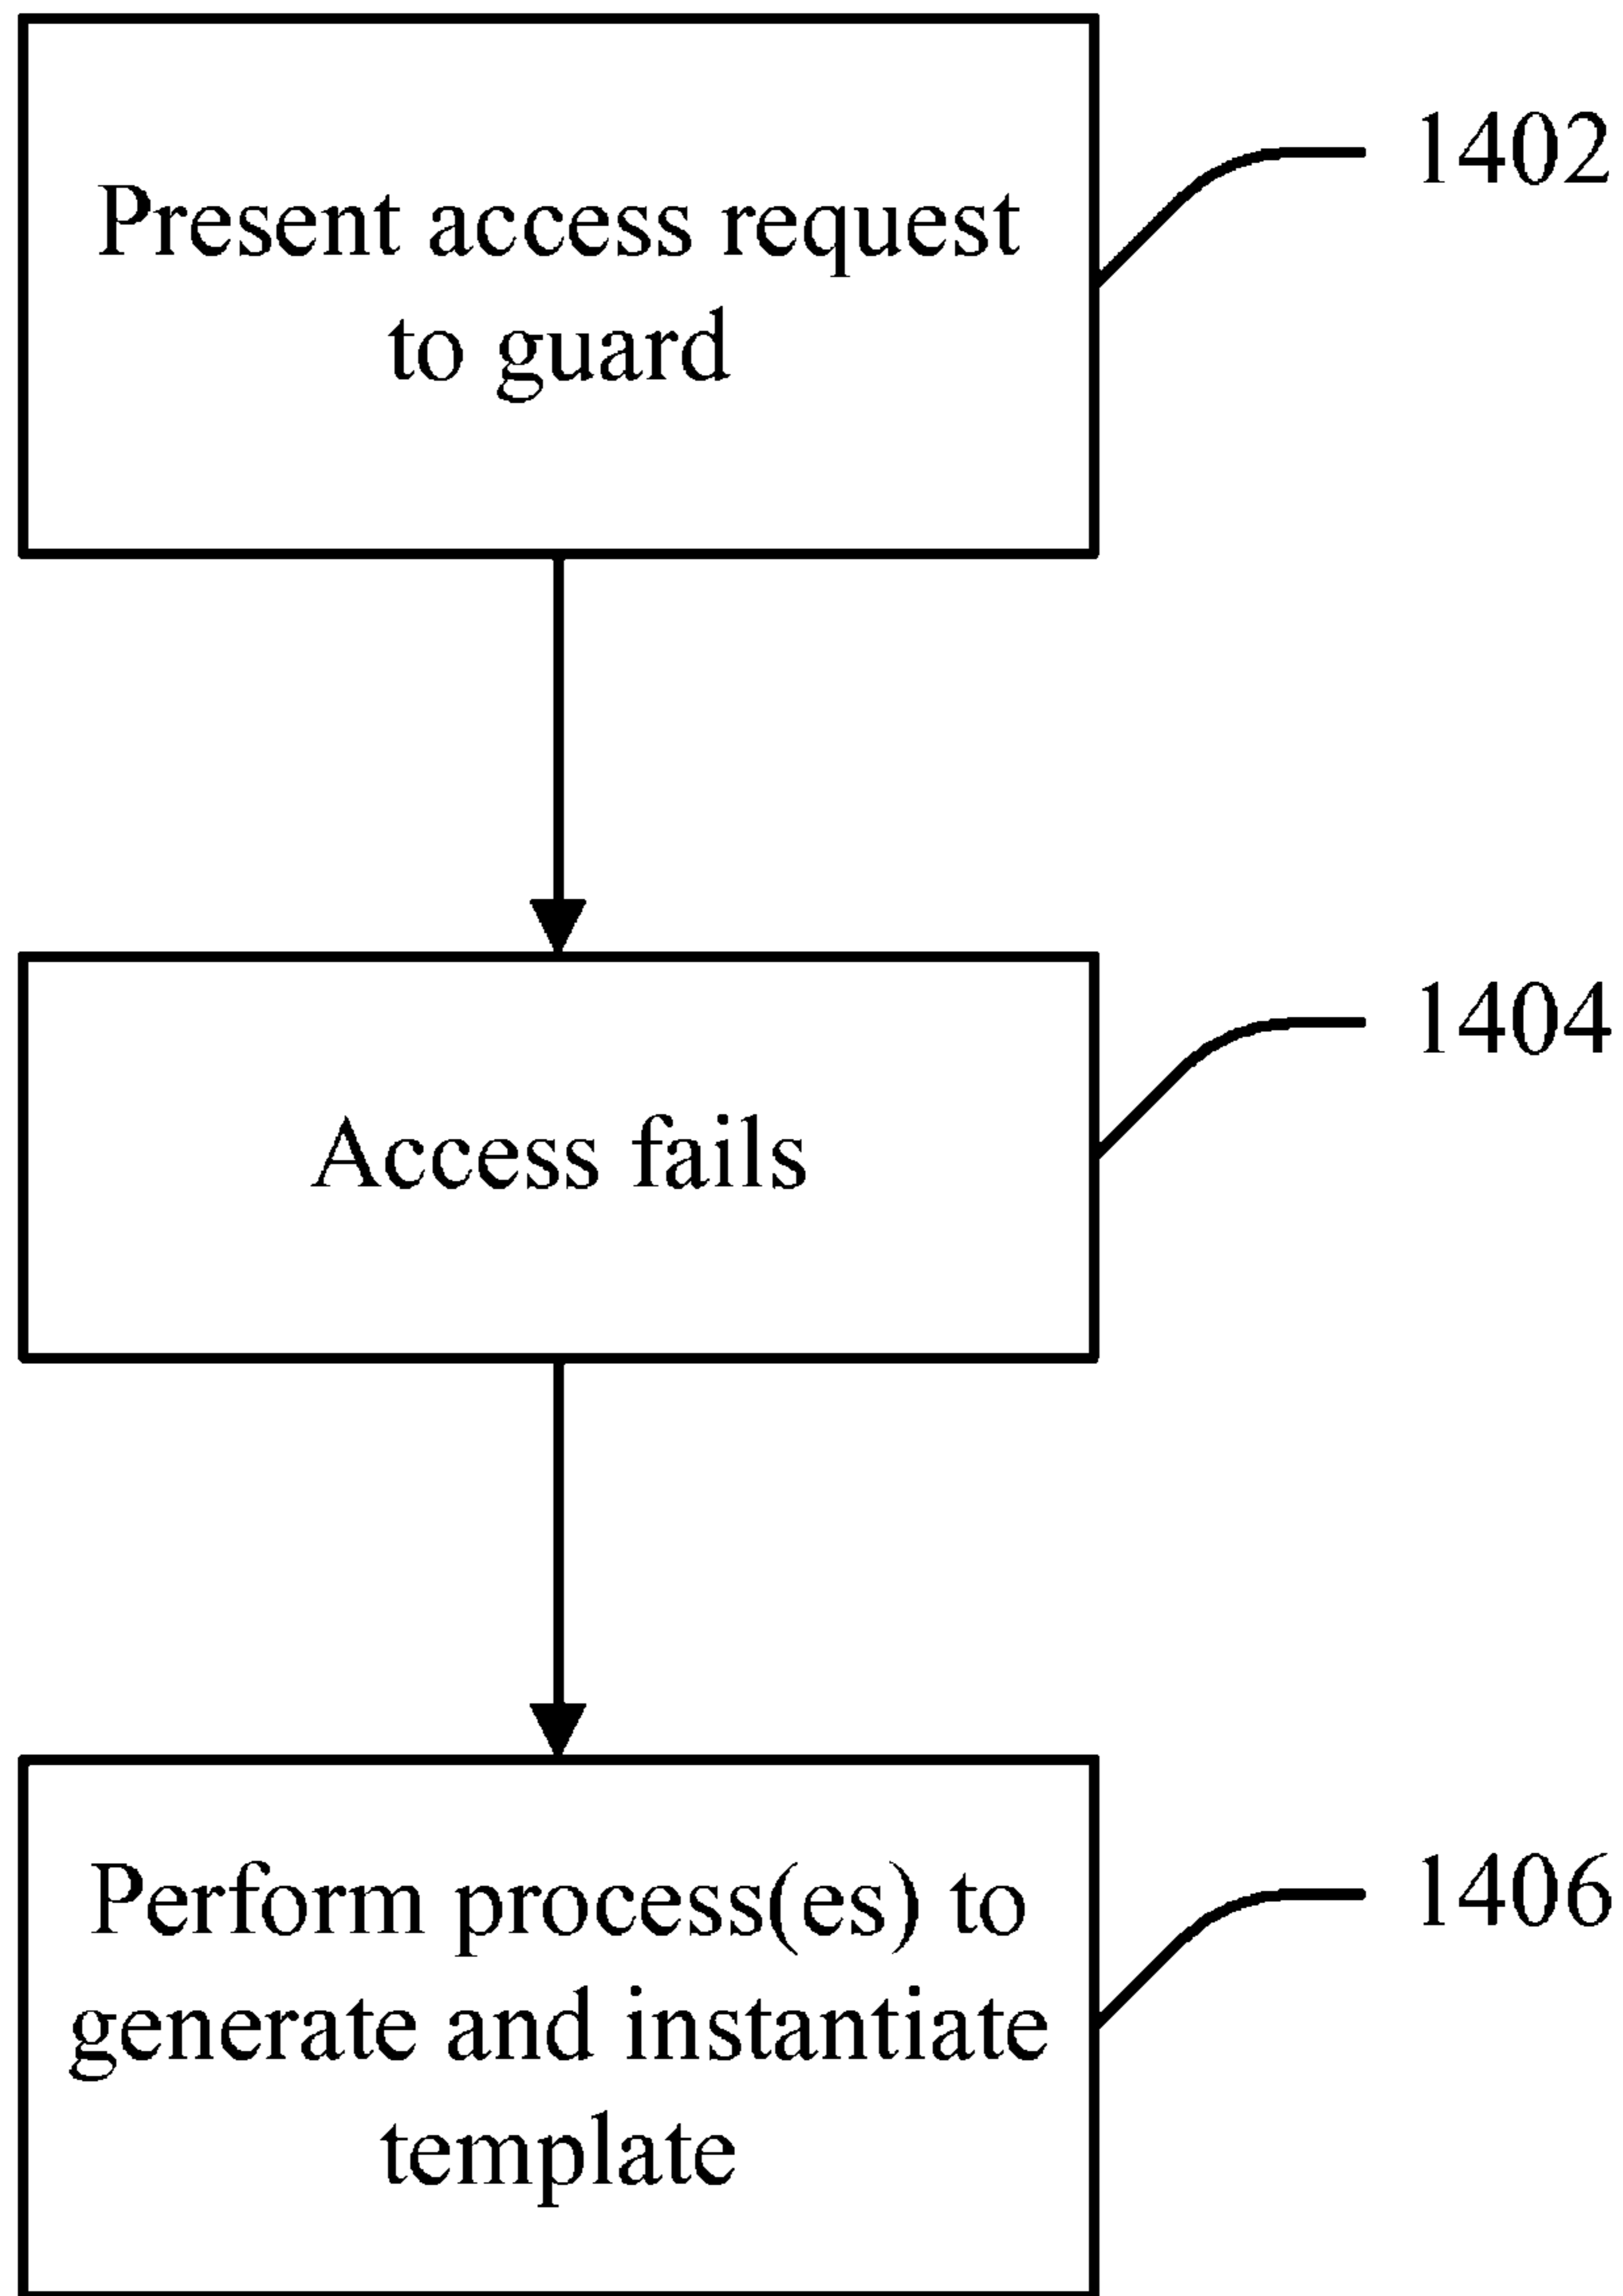 Present access request
to guard
1402
Access fails
1404
Perform process(es) to
generate and instantiate
template
1406